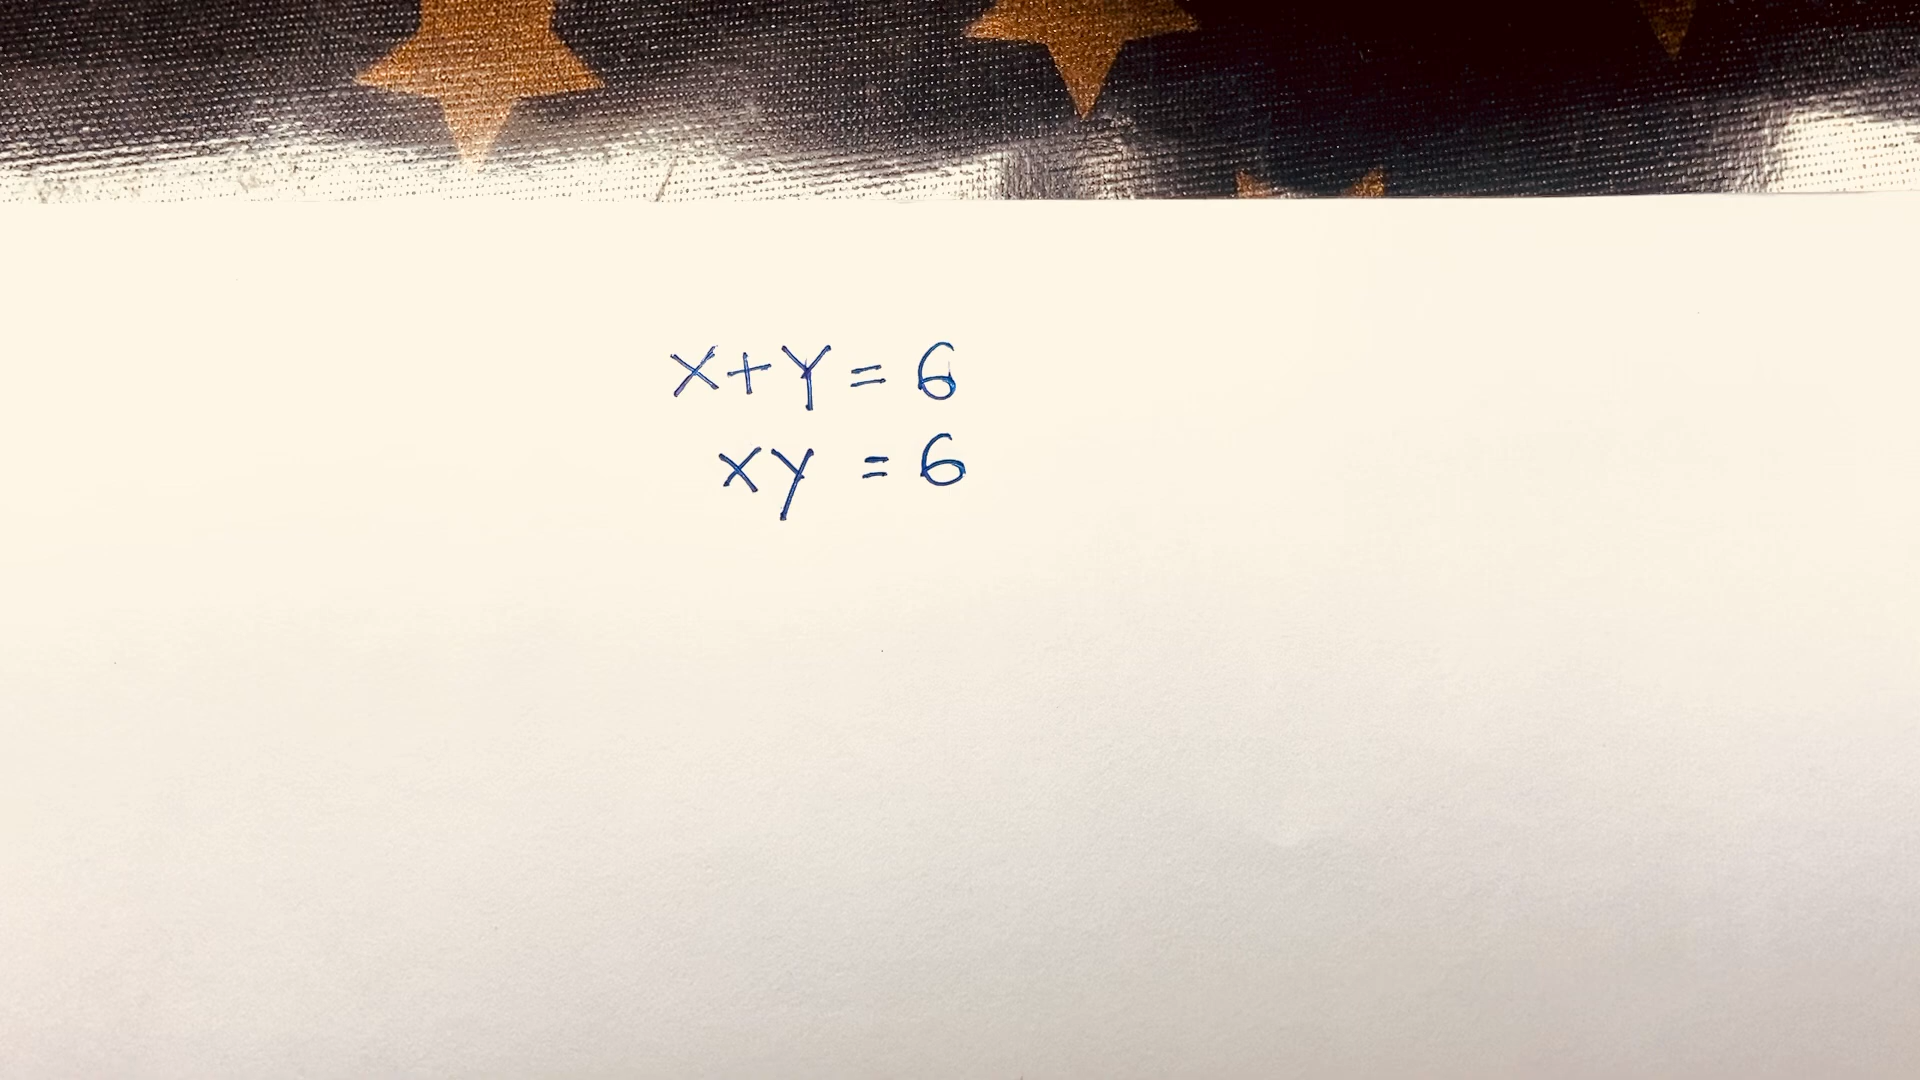 X+Y = 6
xy = 6